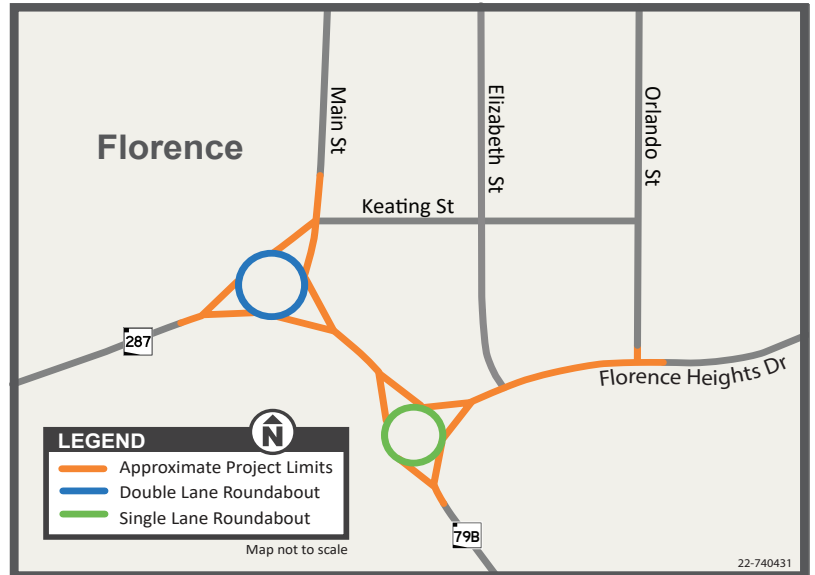 Main St
Elizabeth St
Orlando St
Florence
Keating St
287
Florence Heights Dr
LEGEND
N
Approximate Project Limits
Double Lane Roundabout
Single Lane Roundabout
79B
Map not to scale
22-740431